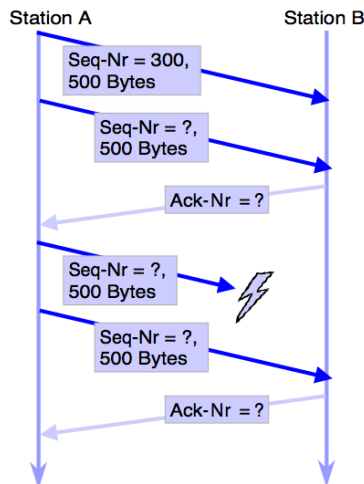 Station A
Station B
Seq-Nr = 300,
500 Bytes
Seq-Nr = ?,
500 Bytes
Ack-Nr = ?
Seq-Nr = ?,
500 Bytes
Seq-Nr = ?,
500 Bytes
Ack-Nr = ?